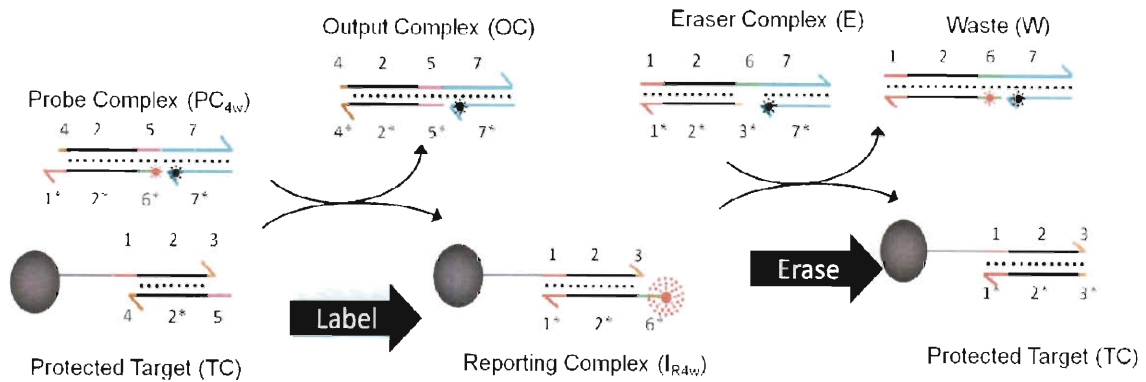 Output Complex (OC)
4 2 5 7
4* 2* 5* 7*
Eraser Complex (E)
1 2 6 7
1* 2* 3* 7*
Waste (W)
1 2 6 7
Probe Complex (PC4w)
4 2 5 7
1* 2* 6* 7*
1 2 3
4 2* 5
Protected Target (TC)
Label
1 2 3
1* 2* 6*
Reporting Complex (IR4w)
Erase
1 2 3
1* 2* 3*
Protected Target (TC)